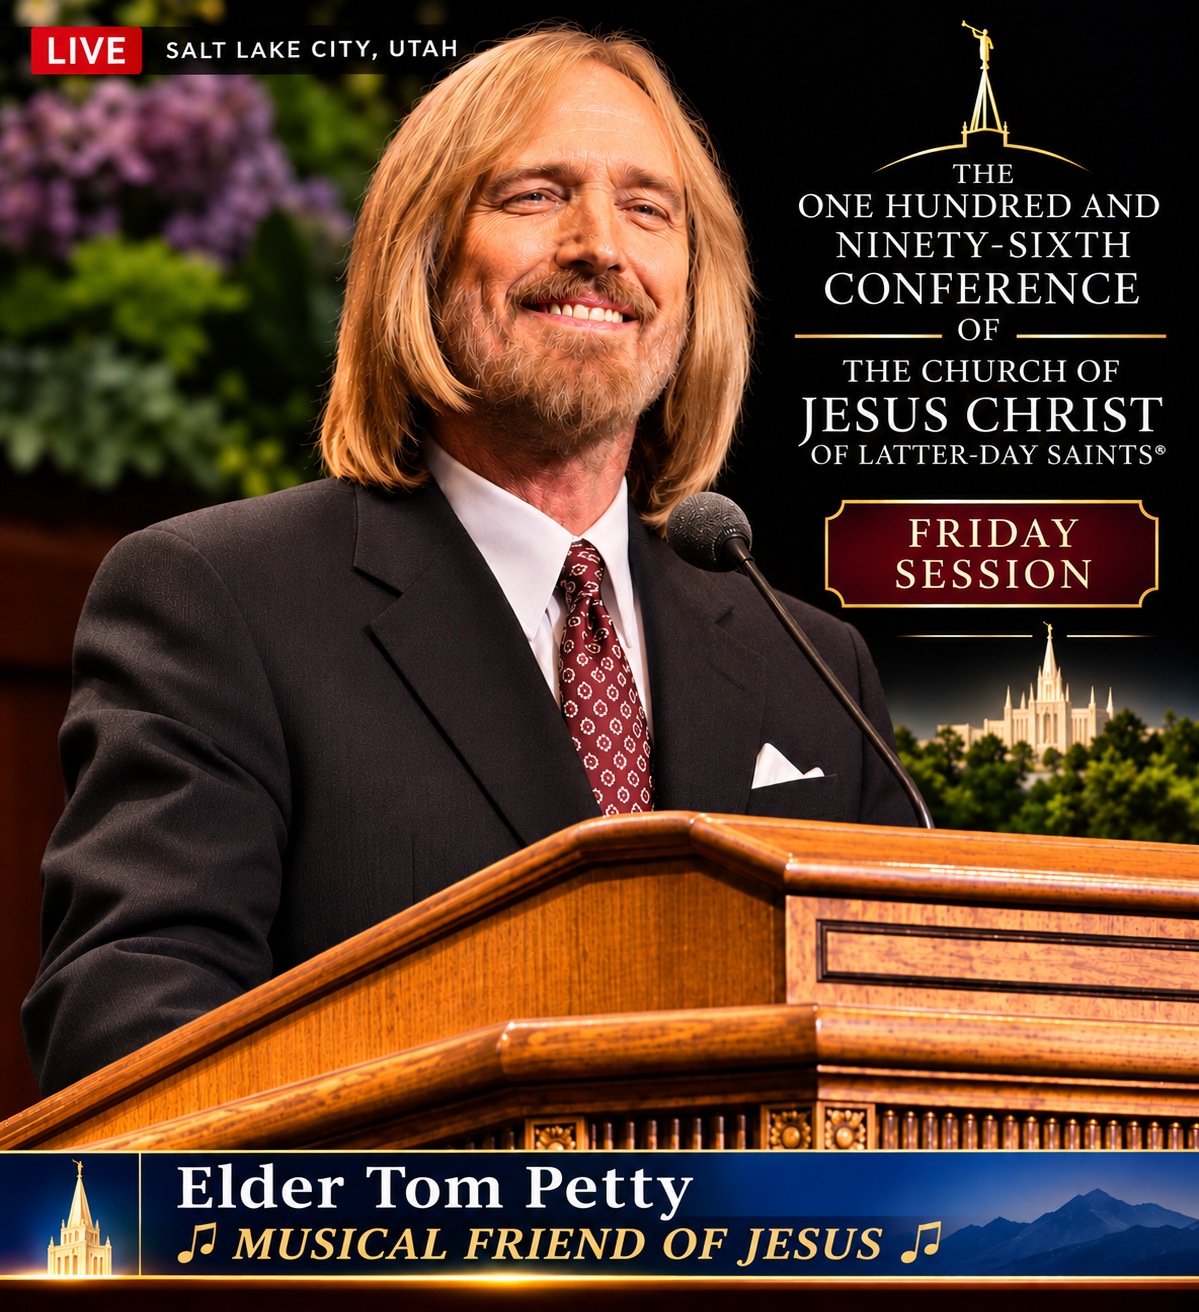 LIVE SALT LAKE CITY, UTAH
THE
ONE HUNDRED AND
NINETY-SIXTH
CONFERENCE
OF
THE CHURCH OF
JESUS CHRIST
OF LATTER-DAY SAINTS®
FRIDAY
SESSION
Elder Tom Petty
♫ MUSICAL FRIEND OF JESUS ♫